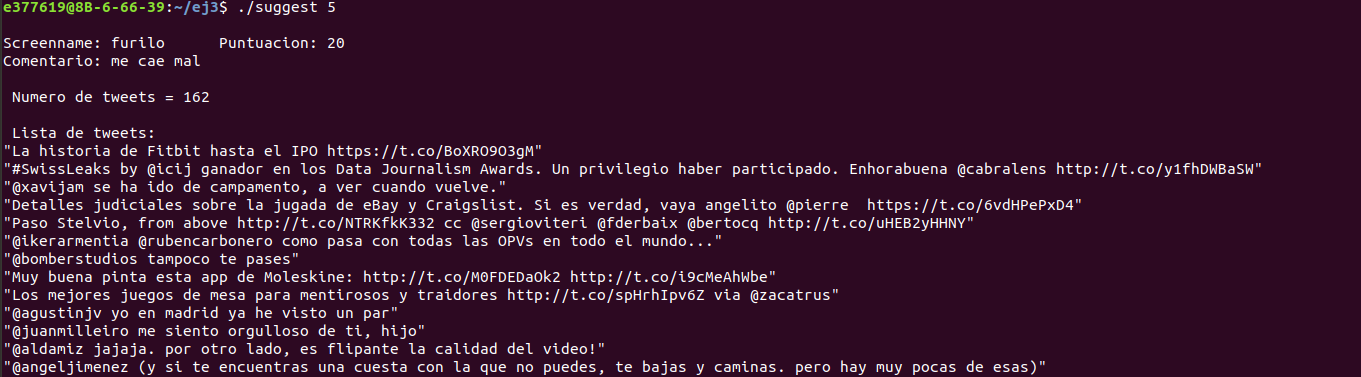 e377619@8B-6-66-39:~/ej3$ ./suggest 5
Screenname: furilo Puntuacion: 20
Comentario: me cae mal
Numero de tweets = 162
Lista de tweets:
"La historia de Fitbit hasta el IPO https://t.co/BoXRO9O3gM"
"#SwissLeaks by @icij ganador en los Data Journalism Awards. Un privilegio haber participado. Enhorabuena @cabralens http://t.co/y1fhDWBaSW"
"@xavijam se ha ido de campamento, a ver cuando vuelve."
"Detalles judiciales sobre la jugada de eBay y Craigslist. Si es verdad, vaya angelito @pierre  https://t.co/6vdHPePxD4"
"Paso Stelvio, from above http://t.co/NTRKfkK332 cc @sergioviteri @fderbaix @bertocq http://t.co/uHEB2yHHNY"
"@ikerarmentia @rubencarbonero como pasa con todas las OPVs en todo el mundo..."
"@bomberstudios tampoco te pases"
"Muy buena pinta esta app de Moleskine: http://t.co/M0FDEDaOk2 http://t.co/i9cMeAhWbe"
"Los mejores juegos de mesa para mentirosos y traidores http://t.co/spHrhIpv6Z via @zacatrus"
"@agustinjv yo en madrid ya he visto un par"
"@juanmilleiro me siento orgulloso de ti, hijo"
"@aldamiz jajaja. por otro lado, es flipante la calidad del video!"
"@angeljimenez (y si te encuentras una cuesta con la que no puedes, te bajas y caminas. pero hay muy pocas de esas)"